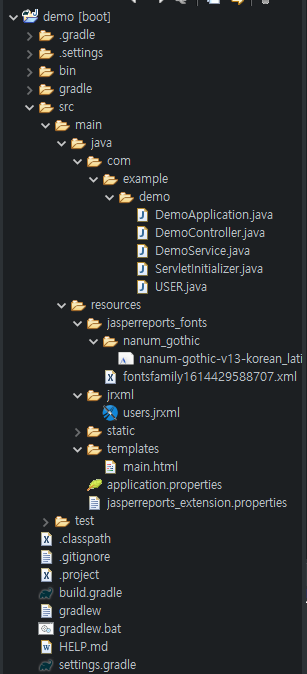 demo [boot]
.gradle
.settings
bin
gradle
src
main
java
com
example
demo
DemoApplication.java
DemoController.java
DemoService.java
ServletInitializer.java
USER.java
resources
jasperreports_fonts
nanum_gothic
nanum-gothic-v13-korean_lati
fontsfamily1614429588707.xml
jrxml
users.jrxml
static
templates
main.html
application.properties
jasperreports_extension.properties
test
.classpath
.gitignore
.project
build.gradle
gradlew
gradlew.bat
HELP.md
settings.gradle